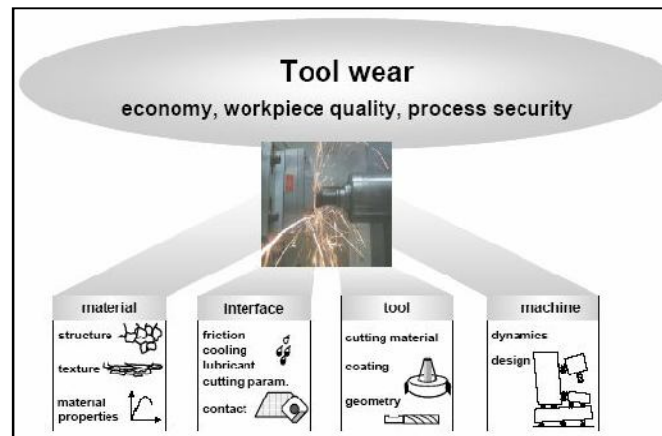 Tool wear
economy, workpiece quality, process security
material
structure
texture
material
properties
interface
friction
cooling
lubricant
cutting param.
contact
tool
cutting material
coating
geometry
machine
dynamics
design